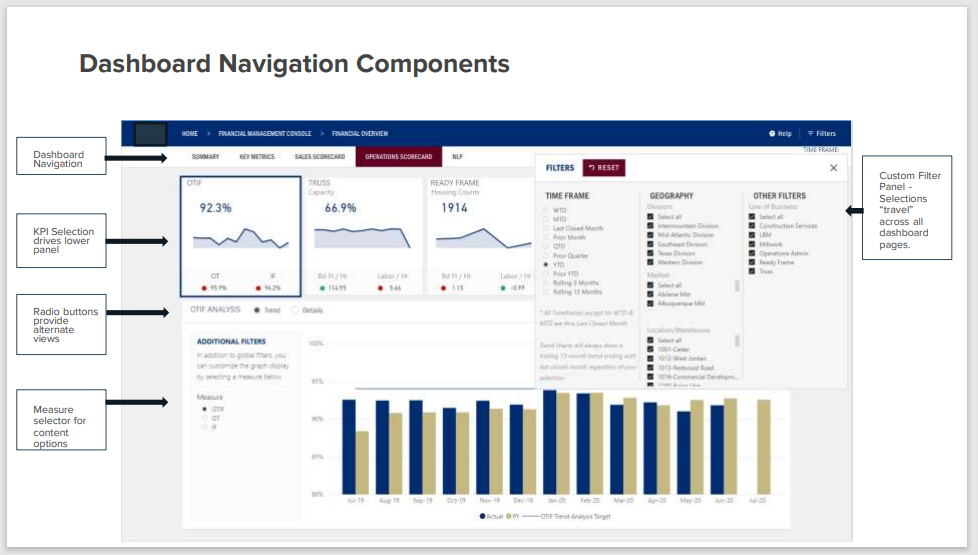 Dashboard Navigation Components
HOME > FINANCIAL MANAGEMENT CONSOLE > FINANCIAL OVERVIEW
Help
Filters
TIME FRAME:
SUMMARY
KEY METRICS
SALES SCORECARD
OPERATIONS SCORECARD
NLP
Dashboard
Navigation
KPI Selection
drives lower
panel
Radio buttons
provide
alternate
views
Measure
selector for
content
options
OTIF
92.3%
OT
IF
95.9%
96.2%
TRUSS
Capacity
66.9%
Bd Ft / Hr
Labor / Hr
114.95
5.66
READY FRAME
Housing Counts
1914
Bd Ft / Hr
Labor / Hr
1.15
-0.99
OTIF ANALYSIS
Trend
Details
ADDITIONAL FILTERS
In addition to global filters, you
can customize the graph display
by selecting a measure below
Measure
OTIF
OT
IF
100%
95%
90%
85%
80%
Jul-19
Aug-19
Sep-19
Oct-19
Nov-19
Dec-19
Jan-20
Feb-20
Mar-20
Apr-20
May-20
Jun-20
Jul-20
Actual
PY
OTIF Trend Analysis Target
FILTERS
RESET
TIME FRAME
WTD
MTD
Last Closed Month
Prior Month
QTD
Prior Quarter
YTD
Prior YTD
Rolling 3 Months
Rolling 13 Months
* All Timeframes except for WTD &
MTD are thru Last Closed Month.
Trend charts will always show a
trailing 13-month trend ending with
last closed month regardless of your
selection.
GEOGRAPHY
Division:
Select all
Intermountain Division
Mid-Atlantic Division
Southeast Division
Texas Division
Western Division
Market:
Select all
Abilene Mkt
Albuquerque Mkt
Location/Warehouse
Select all
1001-Cedar
1012-West Jordan
1013-Redwood Road
1016-Commercial Developm...
OTHER FILTERS
Line of Business:
Select all
Construction Services
LBM
Millwork
Operations Admin
Ready Frame
Truss
Custom Filter
Panel -
Selections
“travel”
across all
dashboard
pages.